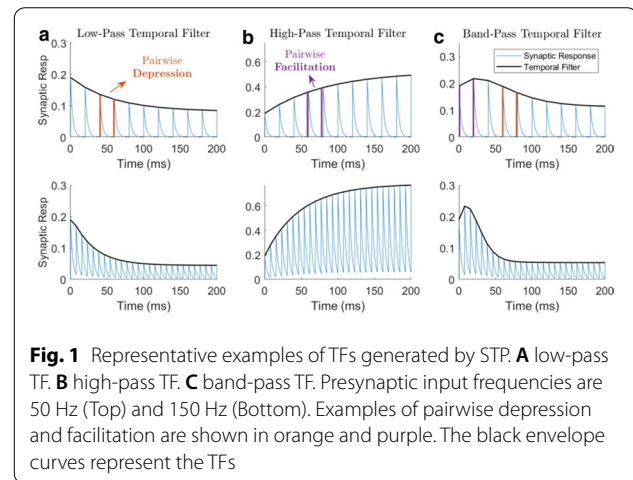 a
Low-Pass Temporal Filter
b
High-Pass Temporal Filter
c
Band-Pass Temporal Filter
Synaptic Resp
0.3
0.2
0.1
0
Pairwise
Depression
0 50 100 150 200
Time (ms)
0.6
0.4
0.2
0
Pairwise
Facilitation
0 50 100 150 200
Time (ms)
0.3
0.2
0.1
0
Synaptic Response
Temporal Filter
0 50 100 150 200
Time (ms)
Synaptic Resp
0.3
0.2
0.1
0
0 50 100 150 200
Time (ms)
0.6
0.4
0.2
0
0 50 100 150 200
Time (ms)
0.3
0.2
0.1
0
0 50 100 150 200
Time (ms)
Fig. 1 Representative examples of TFs generated by STP. A low-pass
TF. B high-pass TF. C band-pass TF. Presynaptic input frequencies are
50 Hz (Top) and 150 Hz (Bottom). Examples of pairwise depression
and facilitation are shown in orange and purple. The black envelope
curves represent the TFs